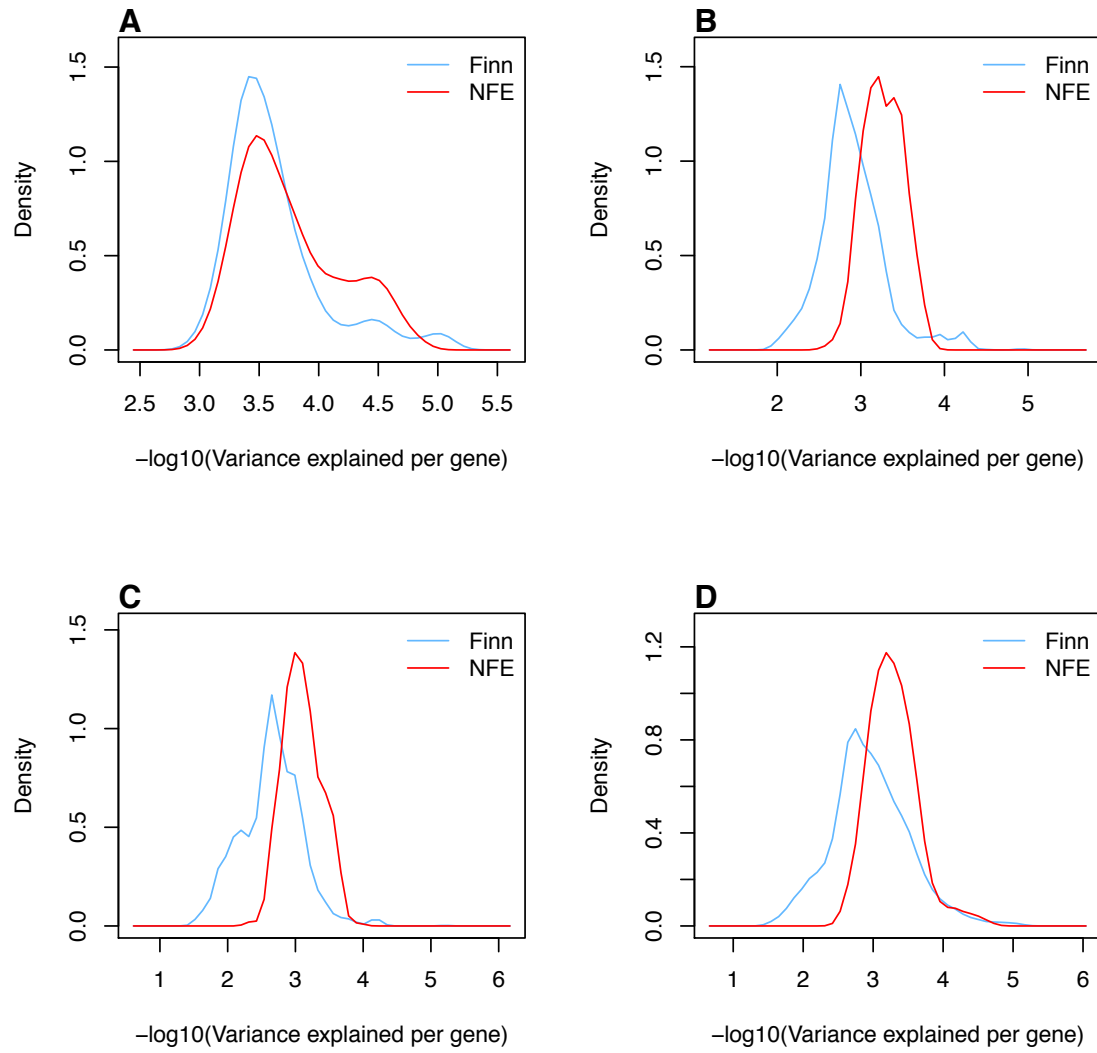 A
Finn
NFE
Density
0.0 0.5 1.0 1.5
2.5 3.0 3.5 4.0 4.5 5.0 5.5
−log10(Variance explained per gene)
B
Finn
NFE
Density
0.0 0.5 1.0 1.5
2 3 4 5
−log10(Variance explained per gene)
C
Finn
NFE
Density
0.0 0.5 1.0 1.5
1 2 3 4 5 6
−log10(Variance explained per gene)
D
Finn
NFE
Density
0.0 0.4 0.8 1.2
1 2 3 4 5 6
−log10(Variance explained per gene)